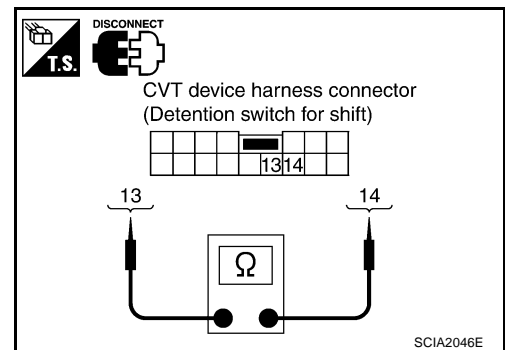 DISCONNECT
T.S.
CVT device harness connector
(Detention switch for shift)
13 14
13 14
Ω
SCIA2046E